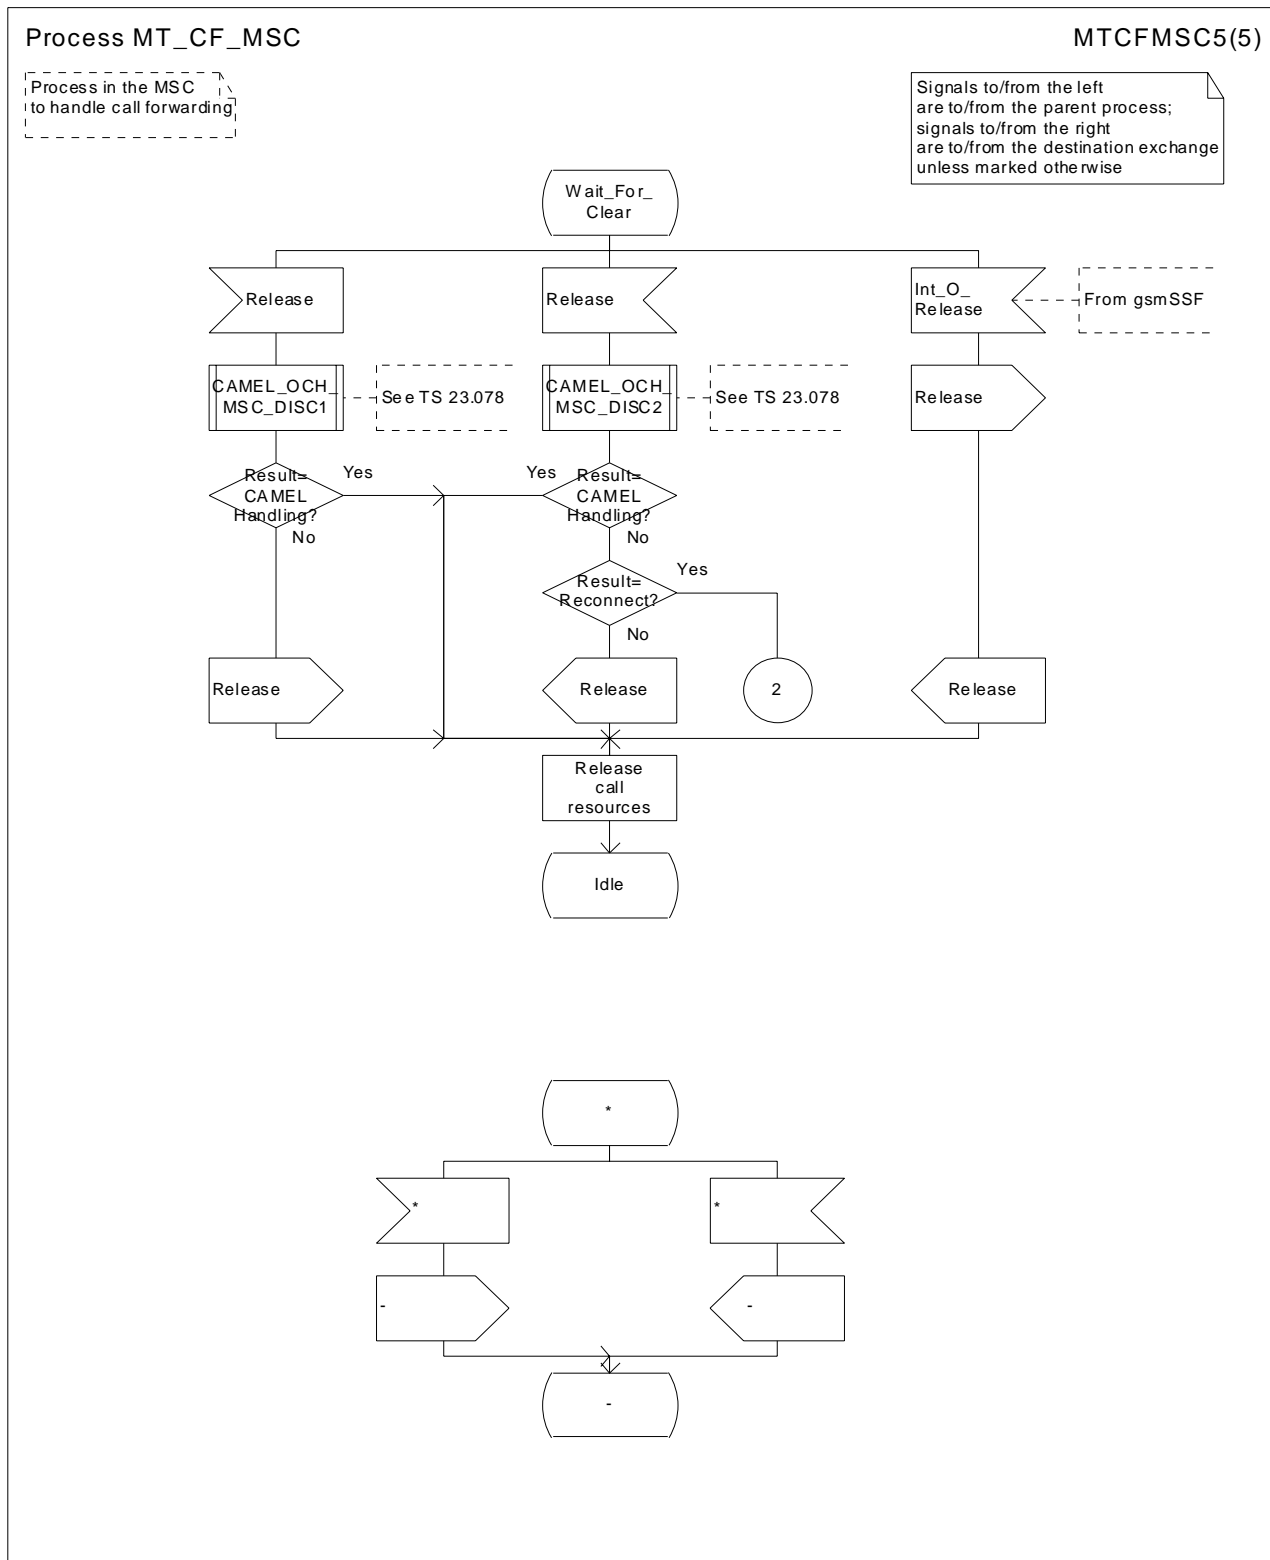 Process MT_CF_MSC
MTCFMSC5(5)
Process in the MSC
to handle call forwarding
Signals to/from the left
are to/from the parent process;
signals to/from the right
are to/from the destination exchange
unless marked otherwise
Wait_For_
Clear
Release
Release
Int_O_
Release
From gsmSSF
CAMEL_OCH_
MSC_DISC1
See TS 23.078
CAMEL_OCH_
MSC_DISC2
See TS 23.078
Release
Result=
CAMEL
Handling?
Yes
No
Yes
Result=
CAMEL
Handling?
No
Result=
Reconnect?
Yes
No
Release
Release
2
Release
Release
call
resources
Idle
*
*
*
-
-
-